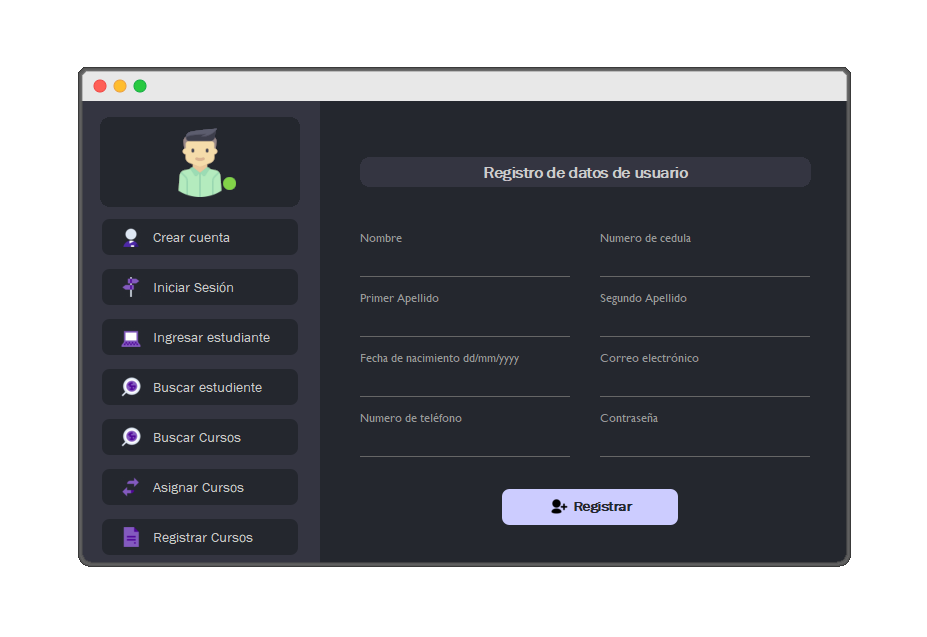 Crear cuenta
Iniciar Sesión
Ingresar estudiante
Buscar estudiente
Buscar Cursos
Asignar Cursos
Registrar Cursos
Registro de datos de usuario
Nombre
Numero de cedula
Primer Apellido
Segundo Apellido
Fecha de nacimiento dd/mm/yyyy
Correo electrónico
Numero de teléfono
Contraseña
Registrar